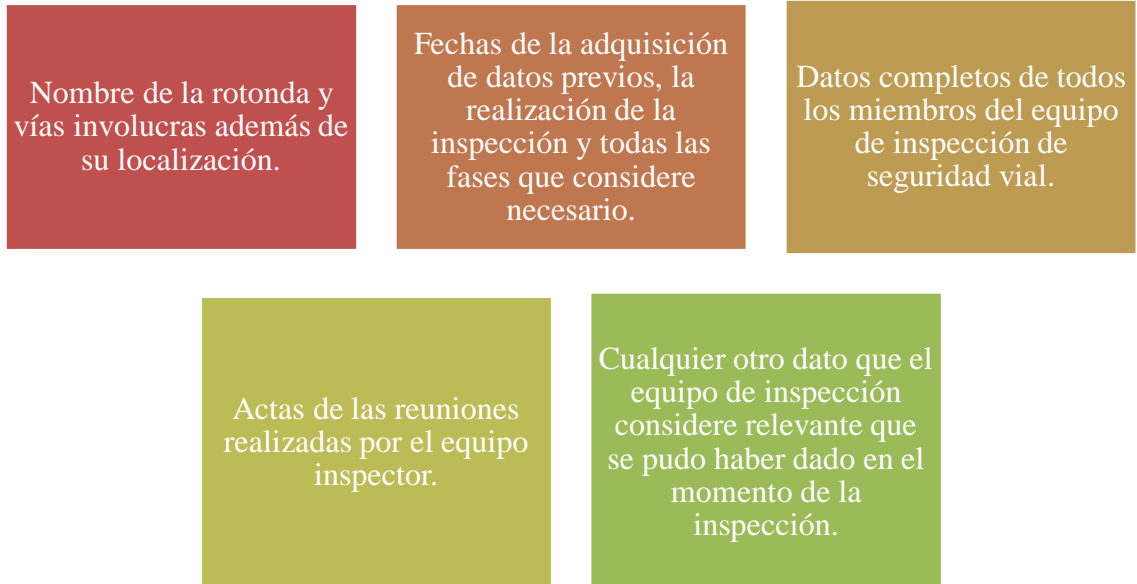 Nombre de la rotonda y
vías involucras además de
su localización.
Fechas de la adquisición
de datos previos, la
realización de la
inspección y todas las
fases que considere
necesario.
Datos completos de todos
los miembros del equipo
de inspección de
seguridad vial.
Actas de las reuniones
realizadas por el equipo
inspector.
Cualquier otro dato que el
equipo de inspección
considere relevante que
se pudo haber dado en el
momento de la
inspección.